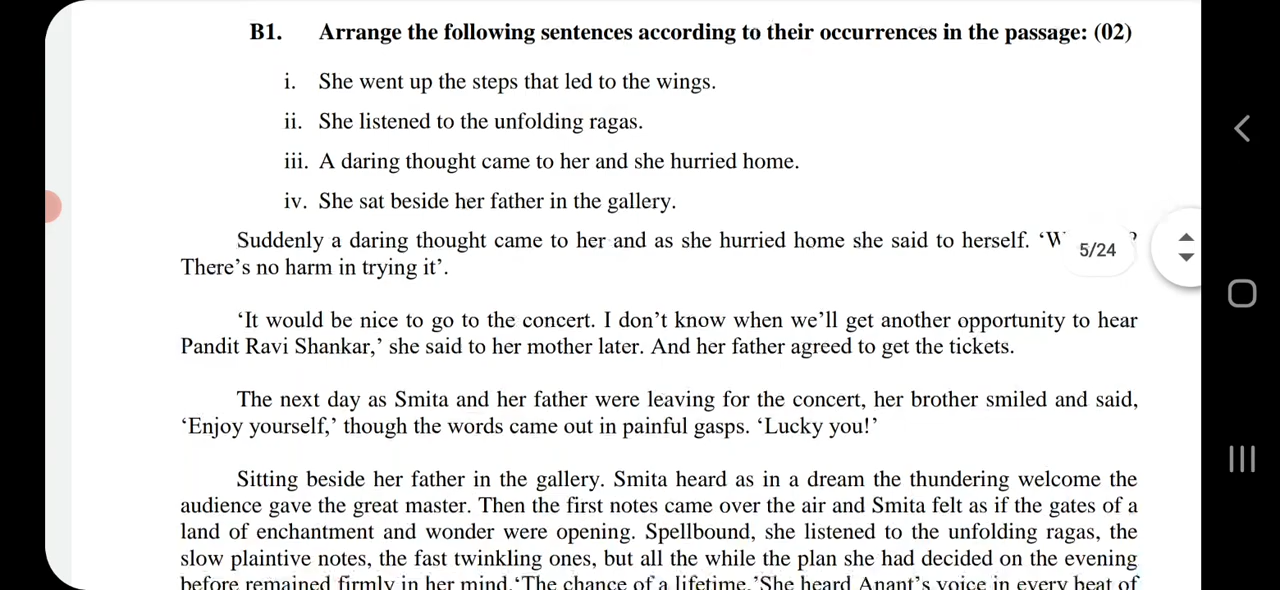 B1. Arrange the following sentences according to their occurrences in the passage: (02)
i. She went up the steps that led to the wings.
ii. She listened to the unfolding ragas.
iii. A daring thought came to her and she hurried home.
iv. She sat beside her father in the gallery.
Suddenly a daring thought came to her and as she hurried home she said to herself. ‘W ?
5/24
There’s no harm in trying it’.
‘It would be nice to go to the concert. I don’t know when we’ll get another opportunity to hear
Pandit Ravi Shankar,’ she said to her mother later. And her father agreed to get the tickets.
The next day as Smita and her father were leaving for the concert, her brother smiled and said,
‘Enjoy yourself,’ though the words came out in painful gasps. ‘Lucky you!’
Sitting beside her father in the gallery. Smita heard as in a dream the thundering welcome the
audience gave the great master. Then the first notes came over the air and Smita felt as if the gates of a
land of enchantment and wonder were opening. Spellbound, she listened to the unfolding ragas, the
slow plaintive notes, the fast twinkling ones, but all the while the plan she had decided on the evening
before remained firmly in her mind.‘The chance of a lifetime.’She heard Anant’s voice in every beat of